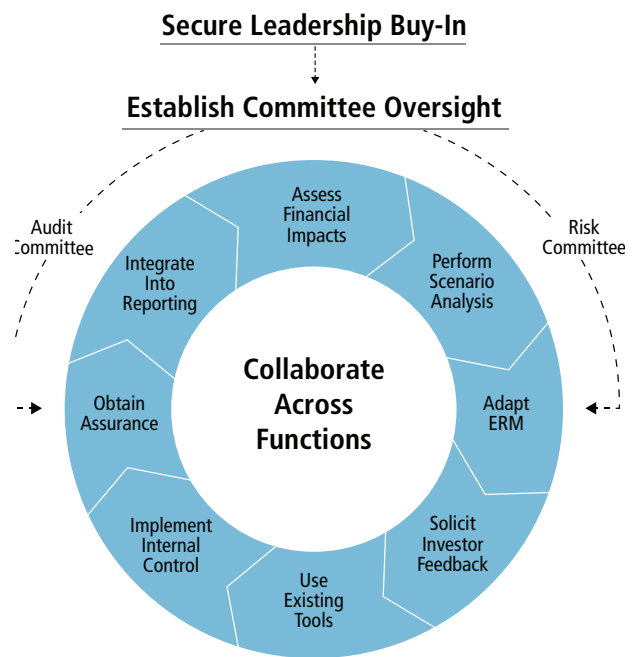 Secure Leadership Buy-In
Establish Committee Oversight
Audit
Committee
Risk
Committee
Assess
Financial
Impacts
Perform
Scenario
Analysis
Adapt
ERM
Solicit
Investor
Feedback
Use
Existing
Tools
Implement
Internal
Control
Obtain
Assurance
Integrate
Into
Reporting
Collaborate
Across
Functions